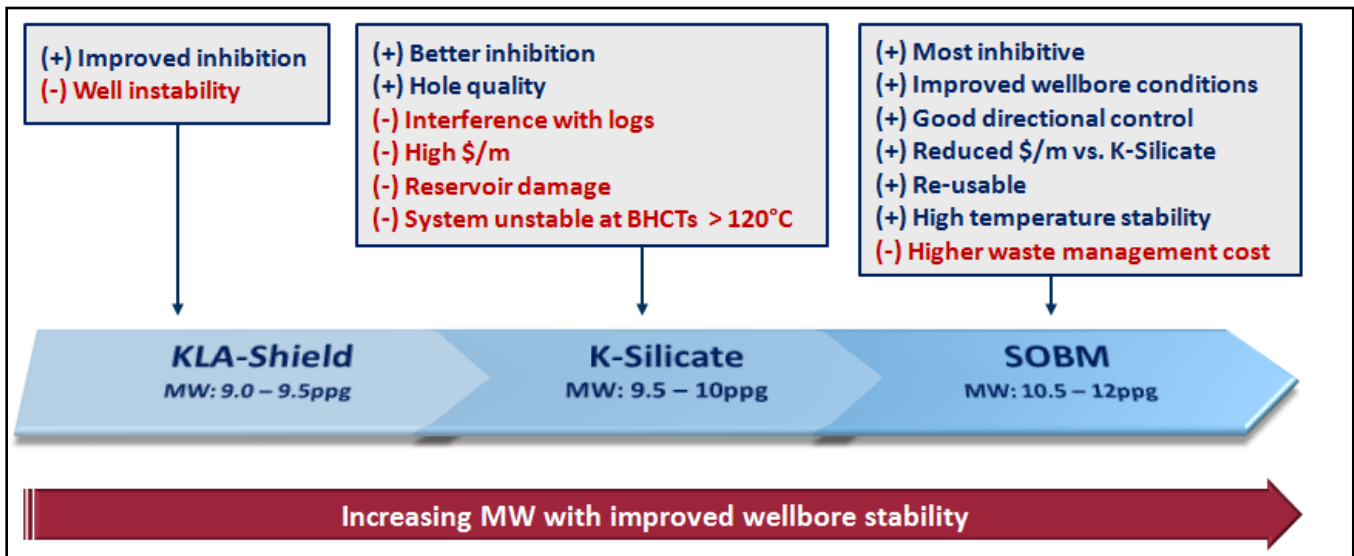 (+) Improved inhibition
(-) Well instability
(+) Better inhibition
(+) Hole quality
(-) Interference with logs
(-) High $/m
(-) Reservoir damage
(-) System unstable at BHCTs > 120°C
(+) Most inhibitive
(+) Improved wellbore conditions
(+) Good directional control
(+) Reduced $/m vs. K-Silicate
(+) Re-usable
(+) High temperature stability
(-) Higher waste management cost
KLA-Shield
MW: 9.0 – 9.5ppg
K-Silicate
MW: 9.5 – 10ppg
SOBM
MW: 10.5 – 12ppg
Increasing MW with improved wellbore stability